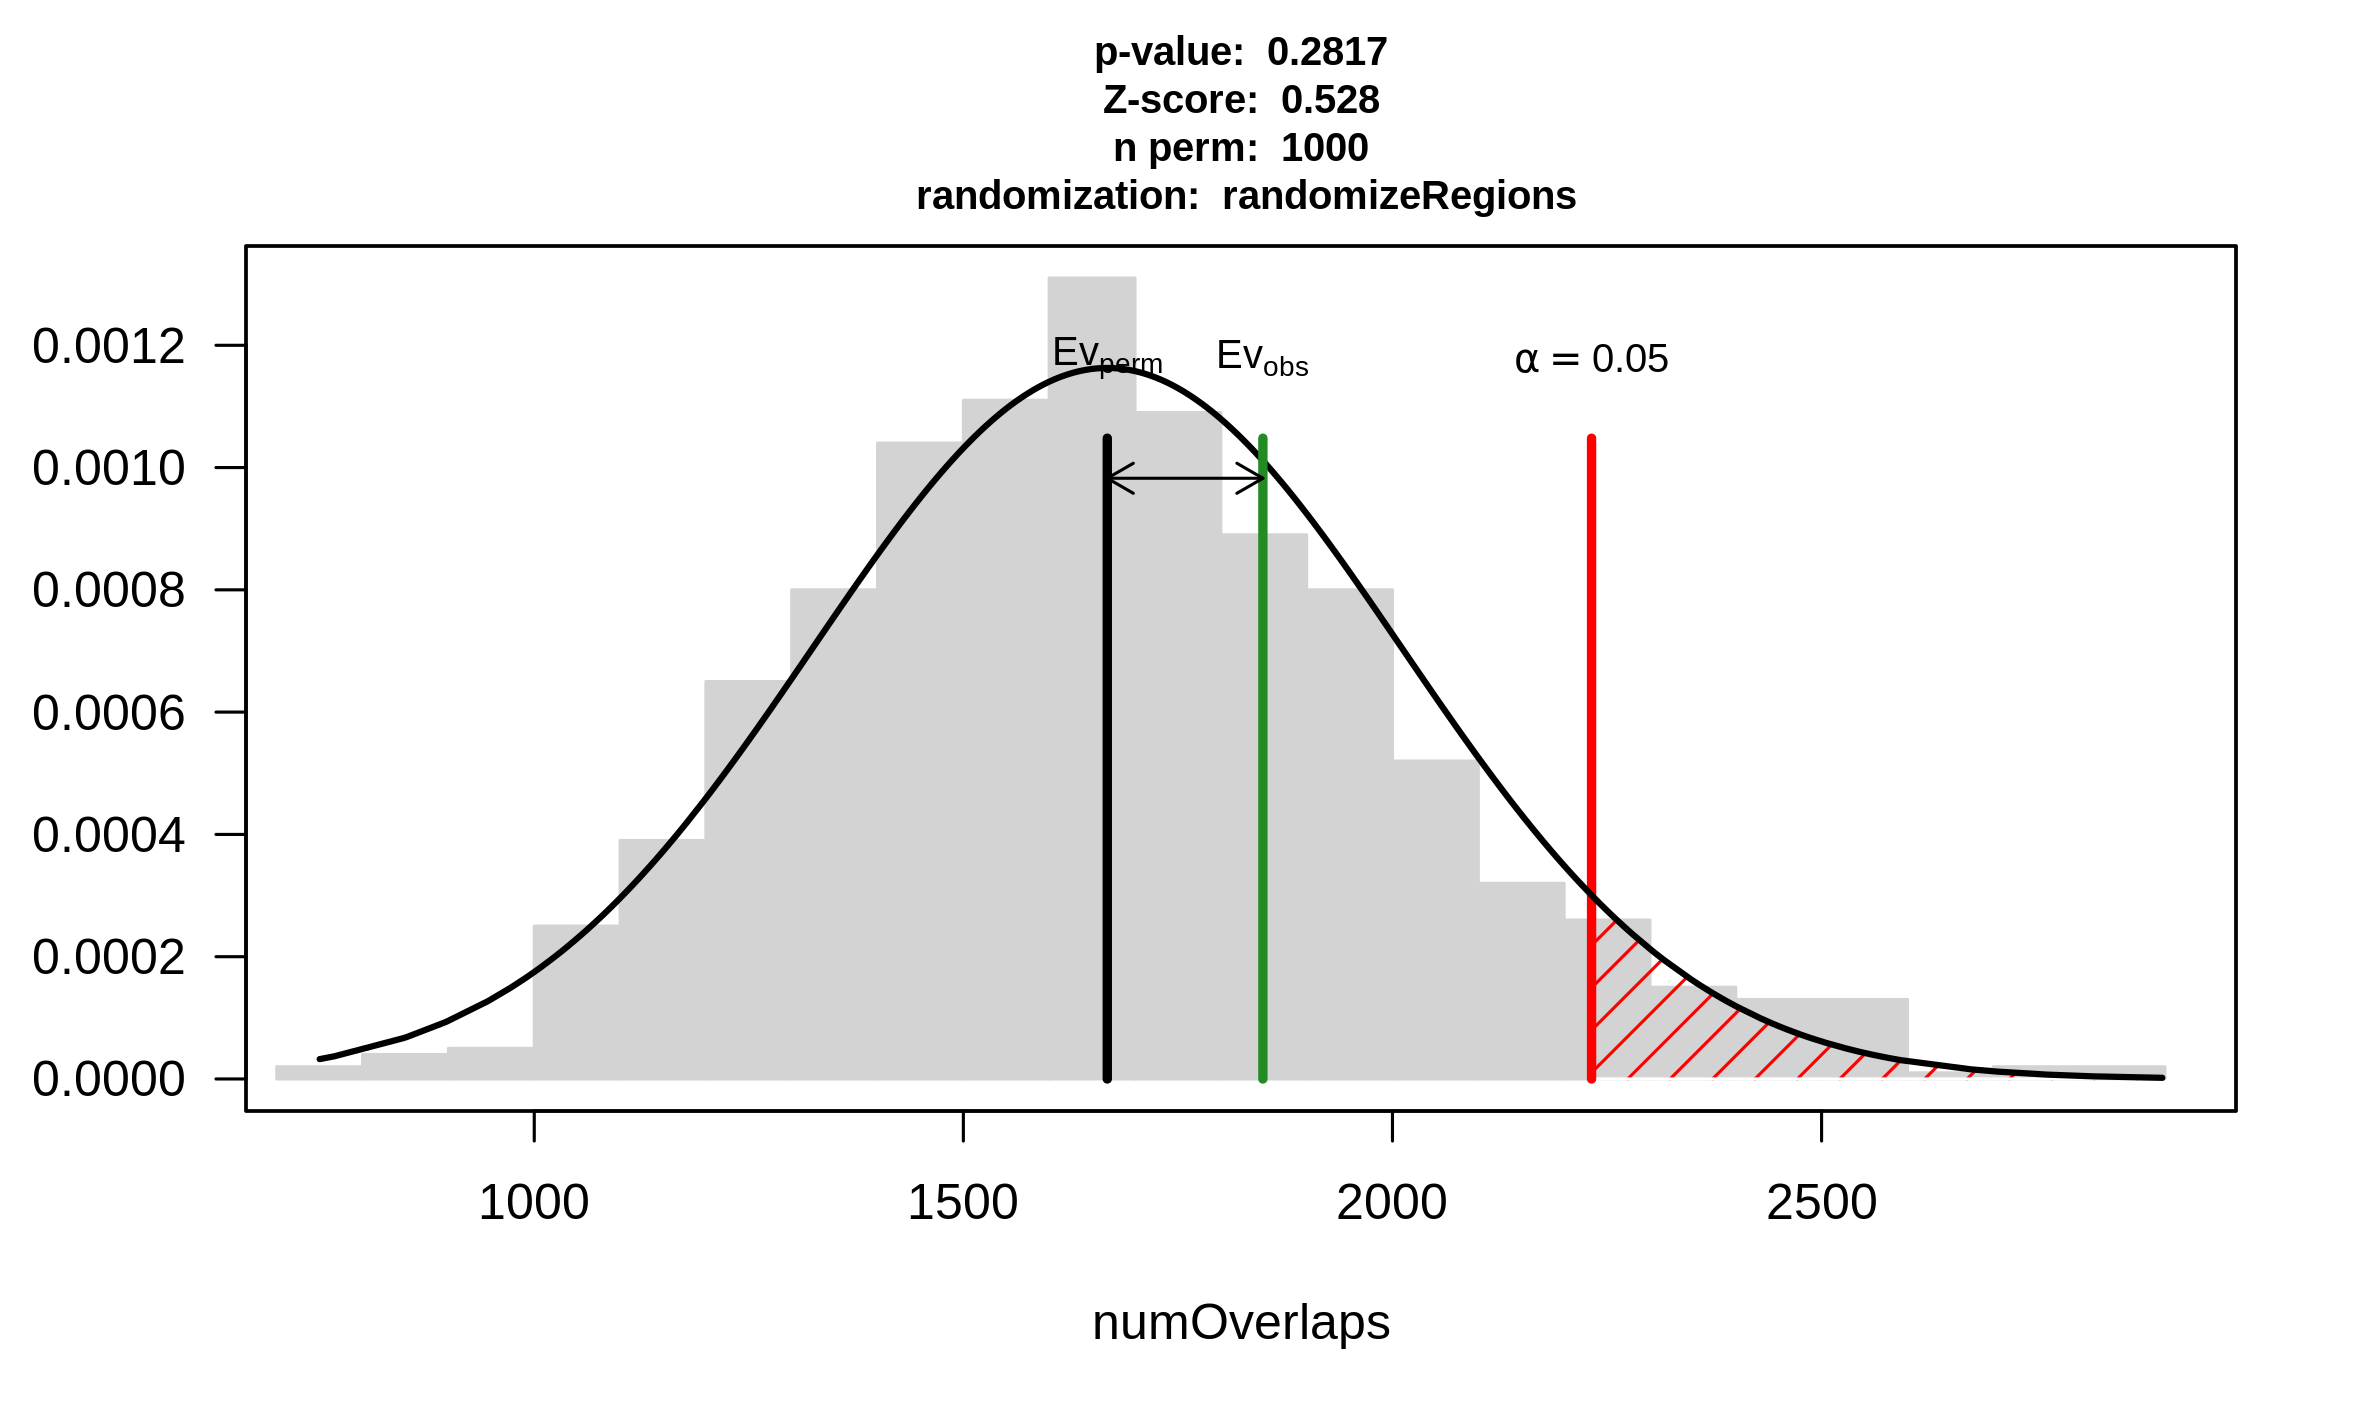 p-value: 0.2817
Z-score: 0.528
n perm: 1000
randomization: randomizeRegions
Evperm Evobs α = 0.05
0.0012
0.0010
0.0008
0.0006
0.0004
0.0002
0.0000
1000 1500 2000 2500
numOverlaps